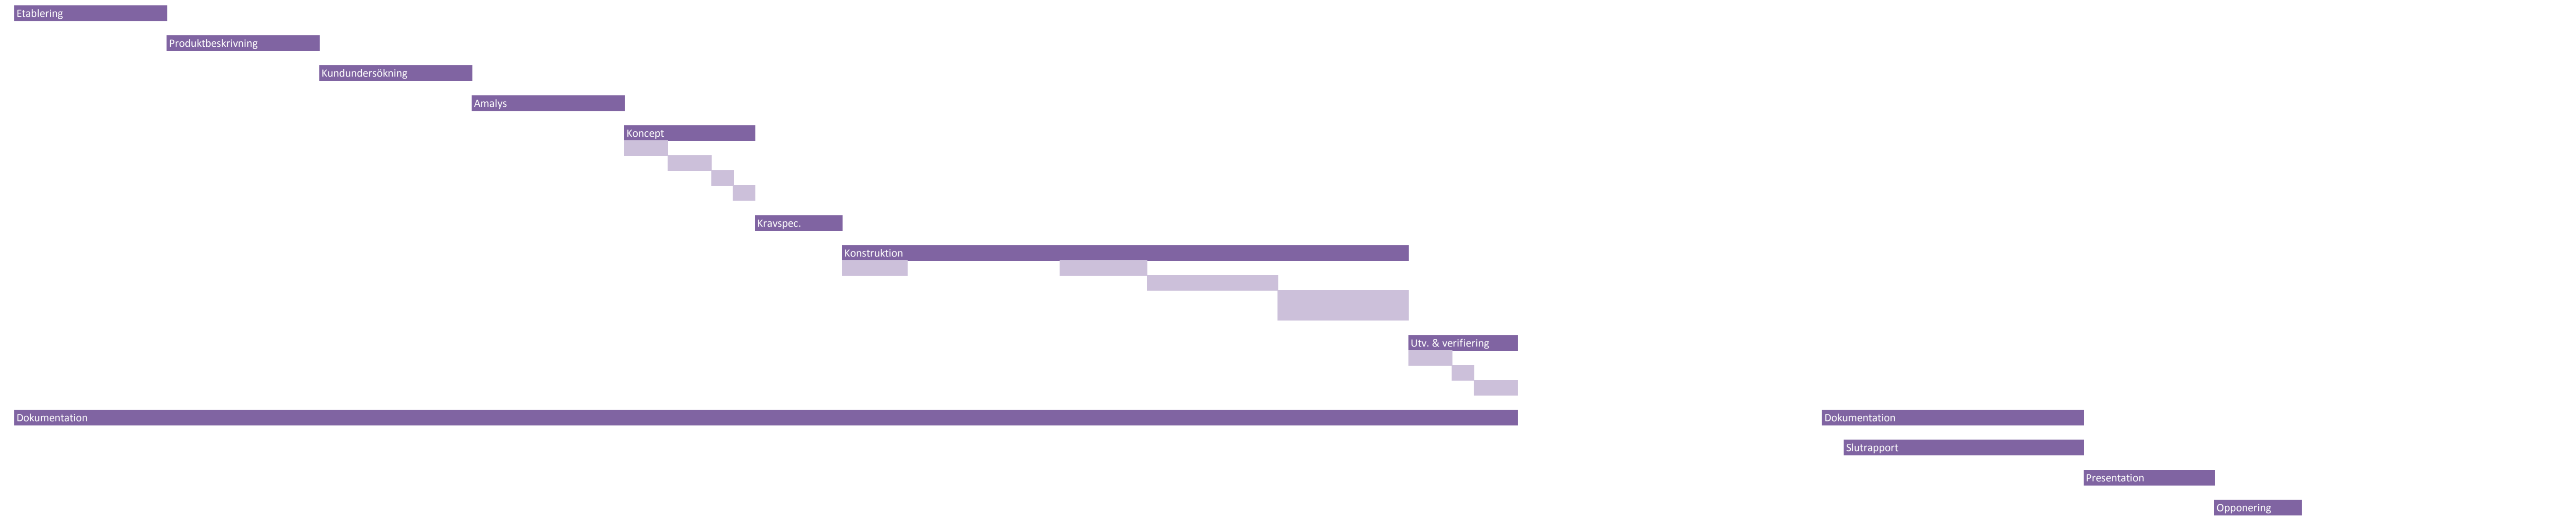 Etablering
Produktbeskrivning
Kundundersökning
Amalys
Koncept
Kravspec.
Konstruktion
Utv. & verifiering
Dokumentation
Dokumentation
Slutrapport
Presentation
Opponering